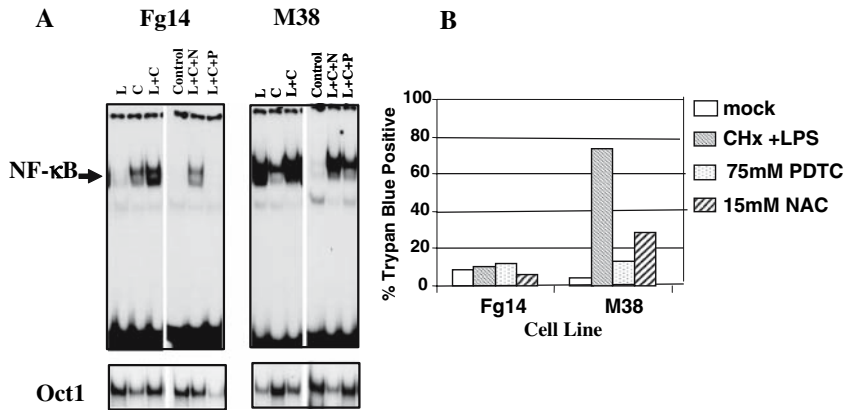 A
Fg14
M38
B
L
C
L+C
Control
L+C+N
L+C+P
L
C
L+C
Control
L+C+N
L+C+P
NF-κB
Oct1
% Trypan Blue Positive
100
80
60
40
20
0
Fg14
M38
Cell Line
mock
CHx +LPS
75mM PDTC
15mM NAC